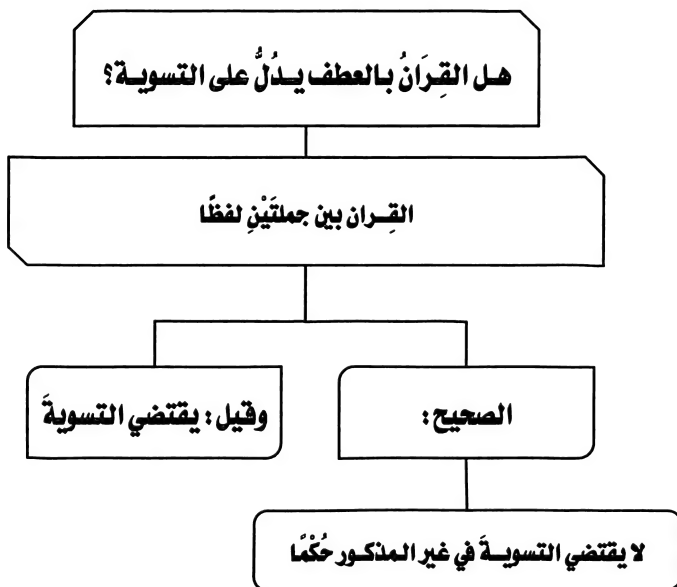 هل القِرَانُ بالعطف يدُلُّ على التسوية؟
القِران بين جملتَيْنِ لفظًا
الصحيح:
وقيل: يقتضي التسويةَ
لا يقتضي التسويةَ في غير المذكور حُكْمًا